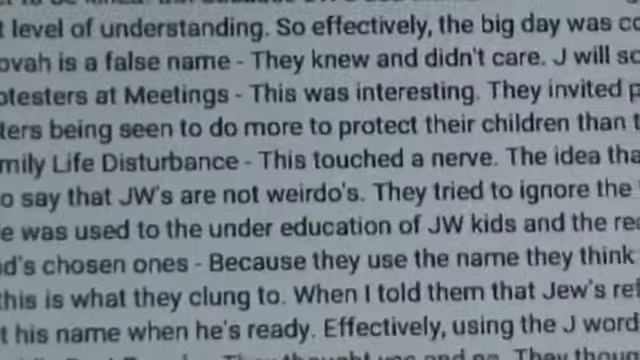 level of understanding. So effectively, the big day was
ovah is a false name - They knew and didn't care. J will
otesters at Meetings - This was interesting. They invited
ters being seen to do more to protect their children than
mily Life Disturbance - This touched a nerve. The idea
o say that JW's are not weirdo's. They tried to ignore the
e was used to the under education of JW kids and the
d's chosen ones - Because they use the name they think
this is what they clung to. When I told them that Jew's
t his name when he's ready. Effectively, using the J word